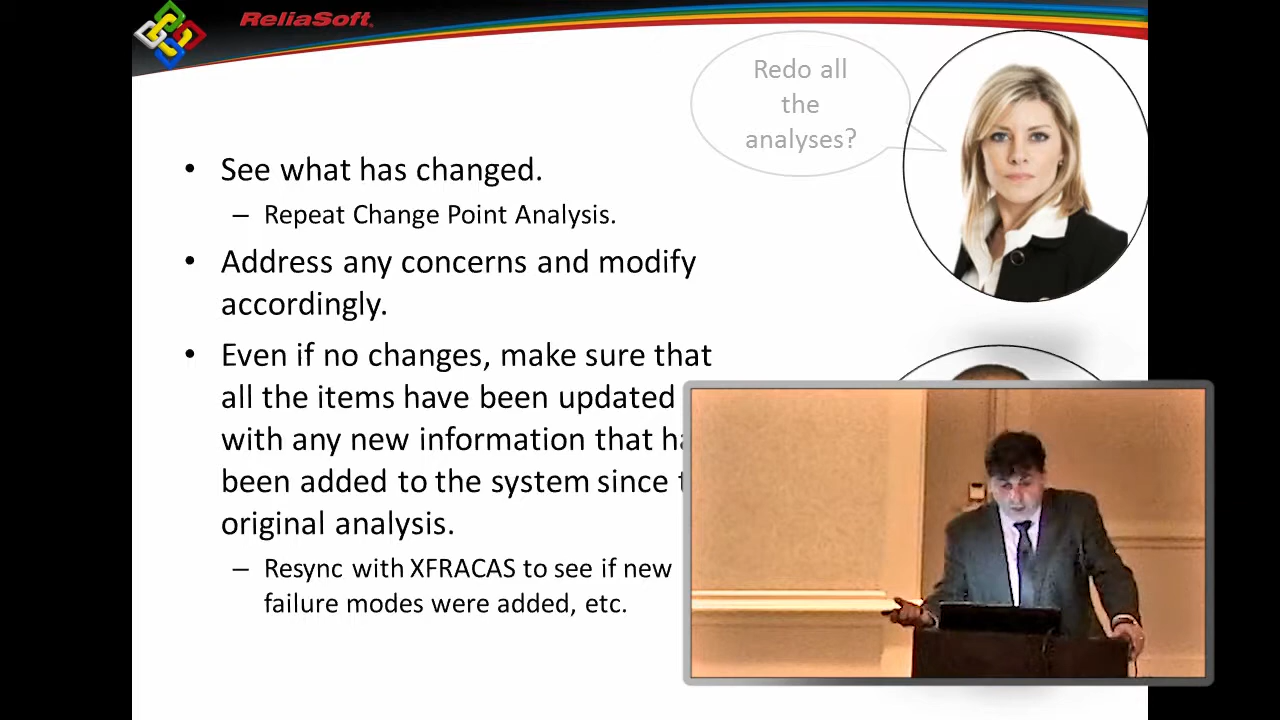 ReliaSoft
Redo all
the
analyses?
• See what has changed.
– Repeat Change Point Analysis.
• Address any concerns and modify
accordingly.
• Even if no changes, make sure that
all the items have been updated
with any new information that
been added to the system since
original analysis.
– Resync with XFRACAS to see if new
failure modes were added, etc.